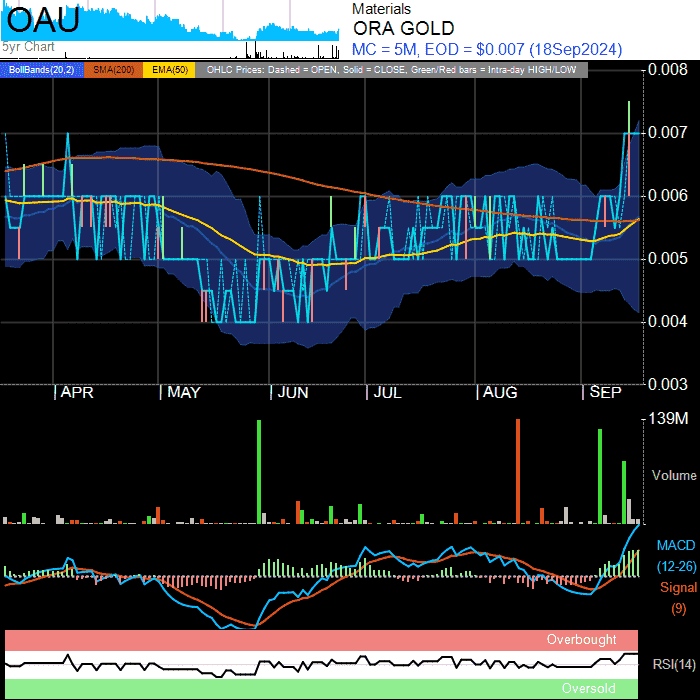 OAU
5yr Chart
Materials
ORA GOLD
MC = 5M, EOD = $0.007 (18Sep2024)
BollBands(20,2) SMA(200) EMA(50) OHLC Prices: Dashed = OPEN, Solid = CLOSE, Green/Red bars = Intra-day HIGH/LOW
0.008
0.007
0.006
0.005
0.004
0.003
APR MAY JUN JUL AUG SEP
139M
Volume
MACD
(12-26)
Signal
(9)
Overbought
RSI(14)
Oversold